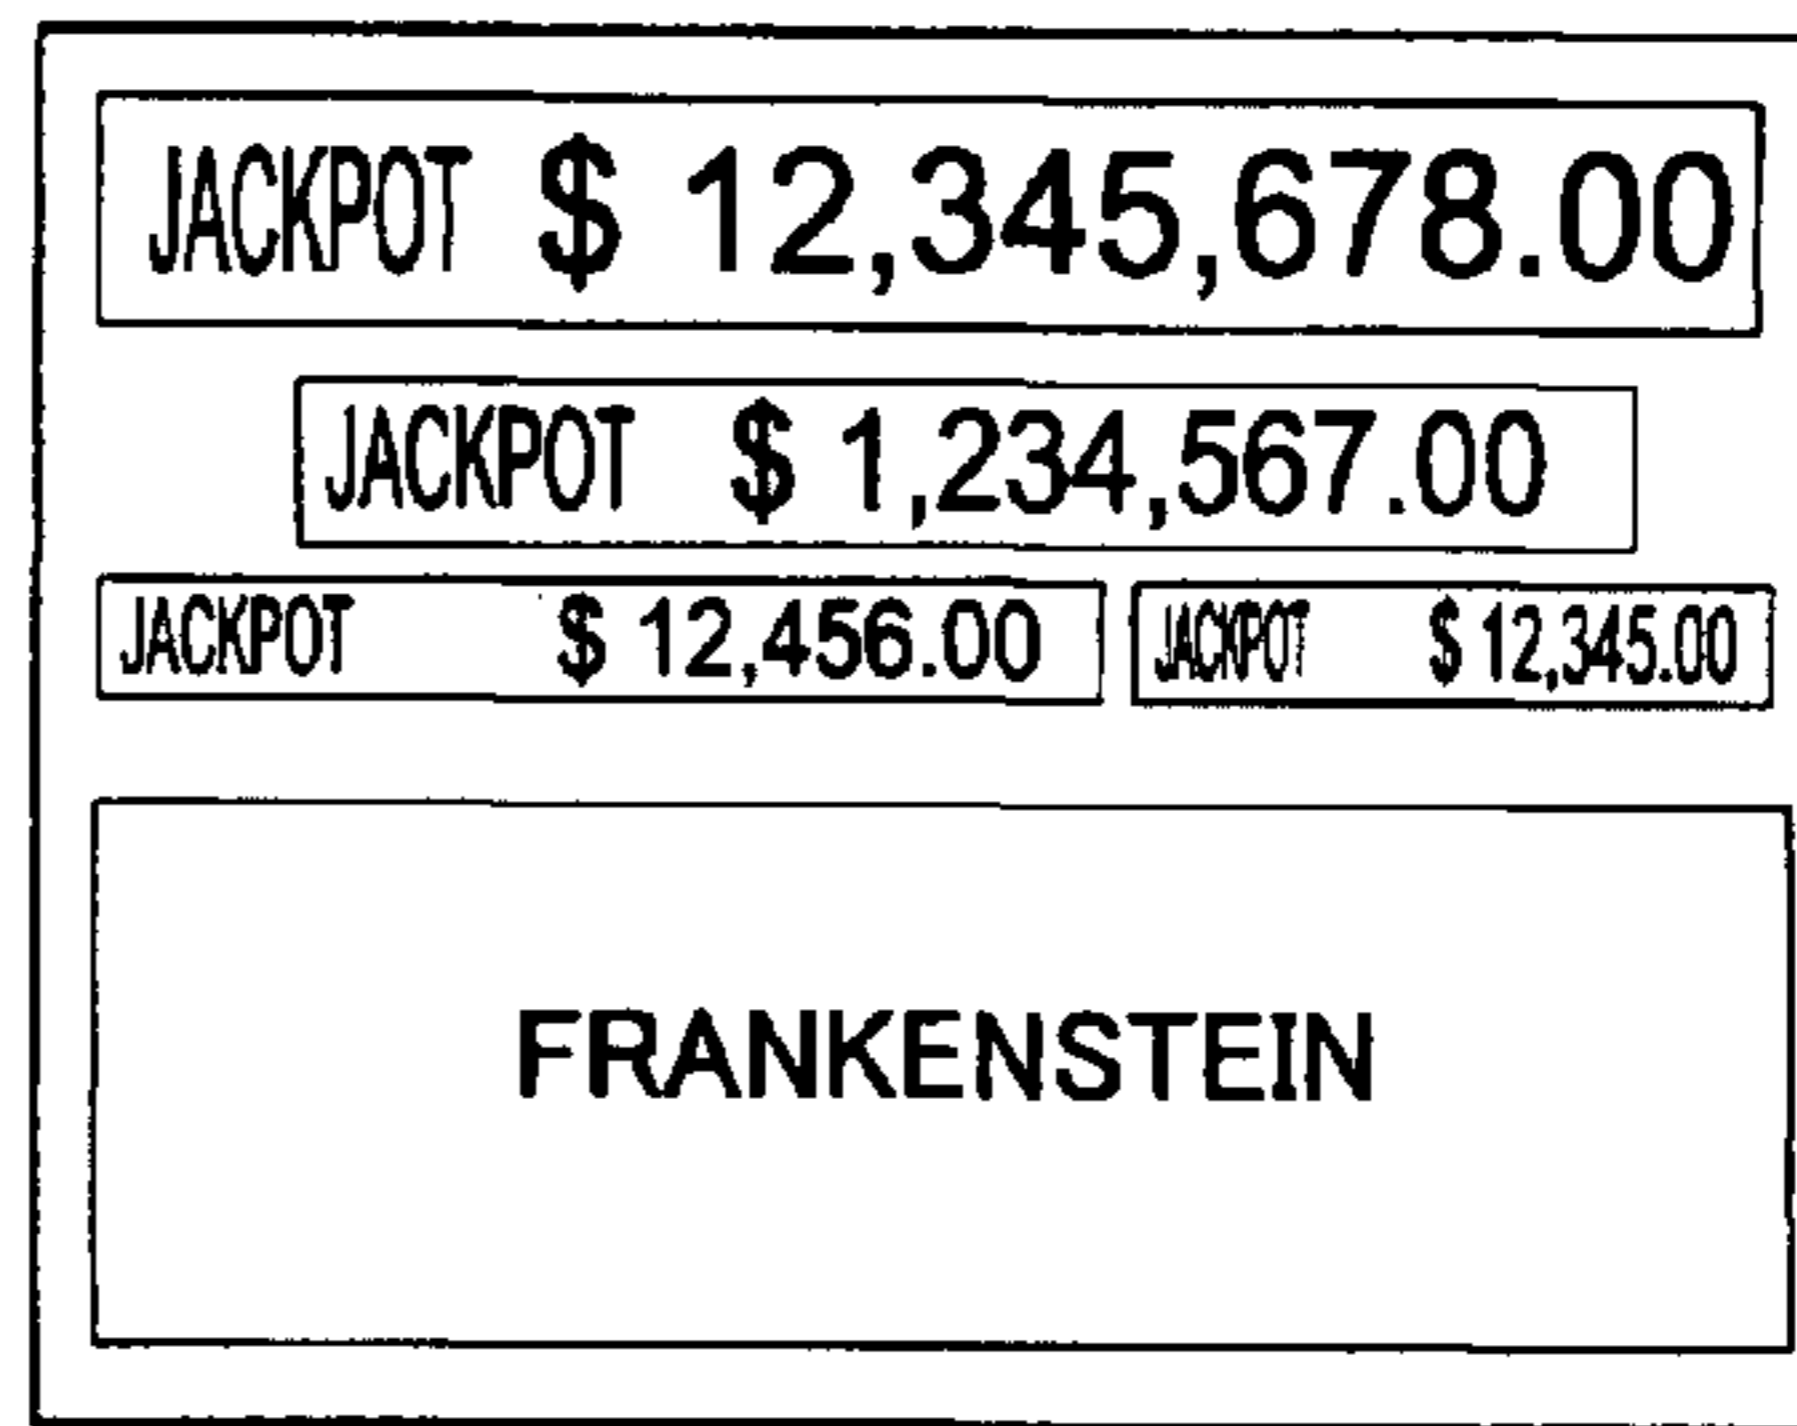 JACKPOT $ 12,345,678.00
JACKPOT $ 1,234,567.00
JACKPOT $ 12,456.00 JACKPOT $ 12,345.00
FRANKENSTEIN